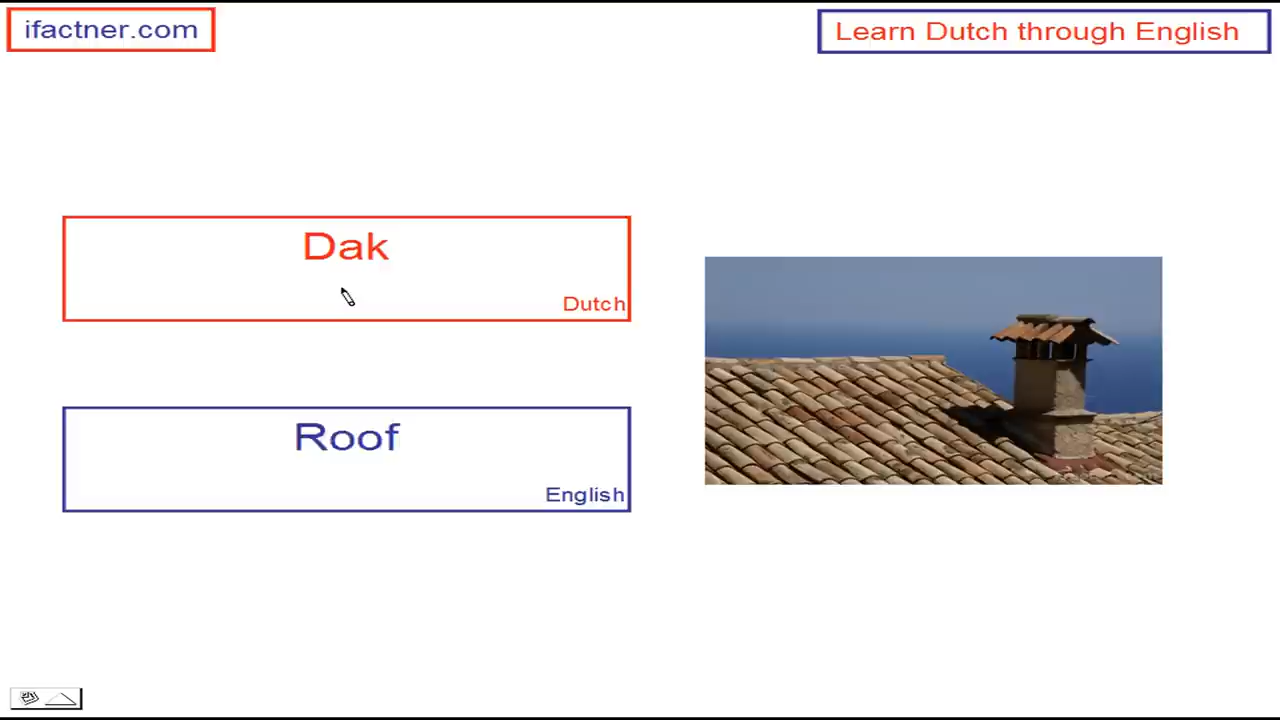 ifactner.com
Learn Dutch through English
Dak
Dutch
Roof
English